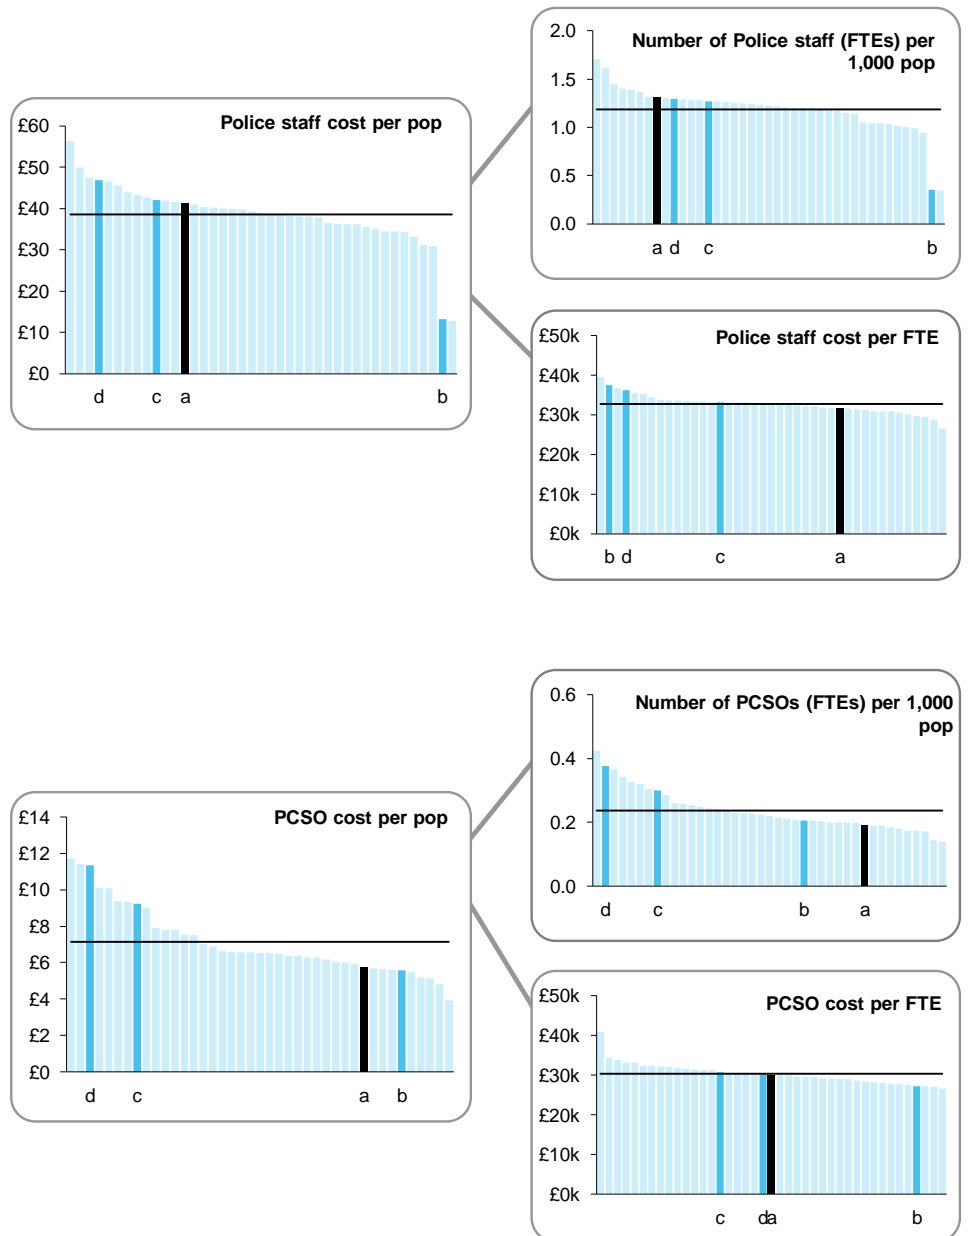 Police staff cost per pop
£60
£50
£40
£30
£20
£10
£0
d c a b
Number of Police staff (FTEs) per
1,000 pop
2.0
1.5
1.0
0.5
0.0
a d c b
Police staff cost per FTE
£50k
£40k
£30k
£20k
£10k
£0k
b d c a
PCSO cost per pop
£14
£12
£10
£8
£6
£4
£2
£0
d c a b
Number of PCSOs (FTEs) per 1,000
pop
0.6
0.4
0.2
0.0
d c b a
PCSO cost per FTE
£50k
£40k
£30k
£20k
£10k
£0k
c da b